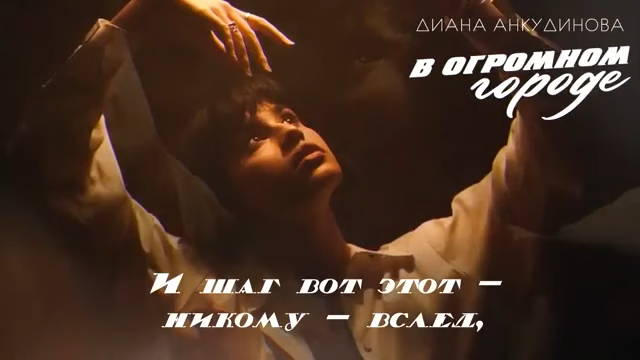 ДИАНА АНКУДИНОВА
В ОГРОМНОМ
городе
И шаг вот этот –
никому – вслед,